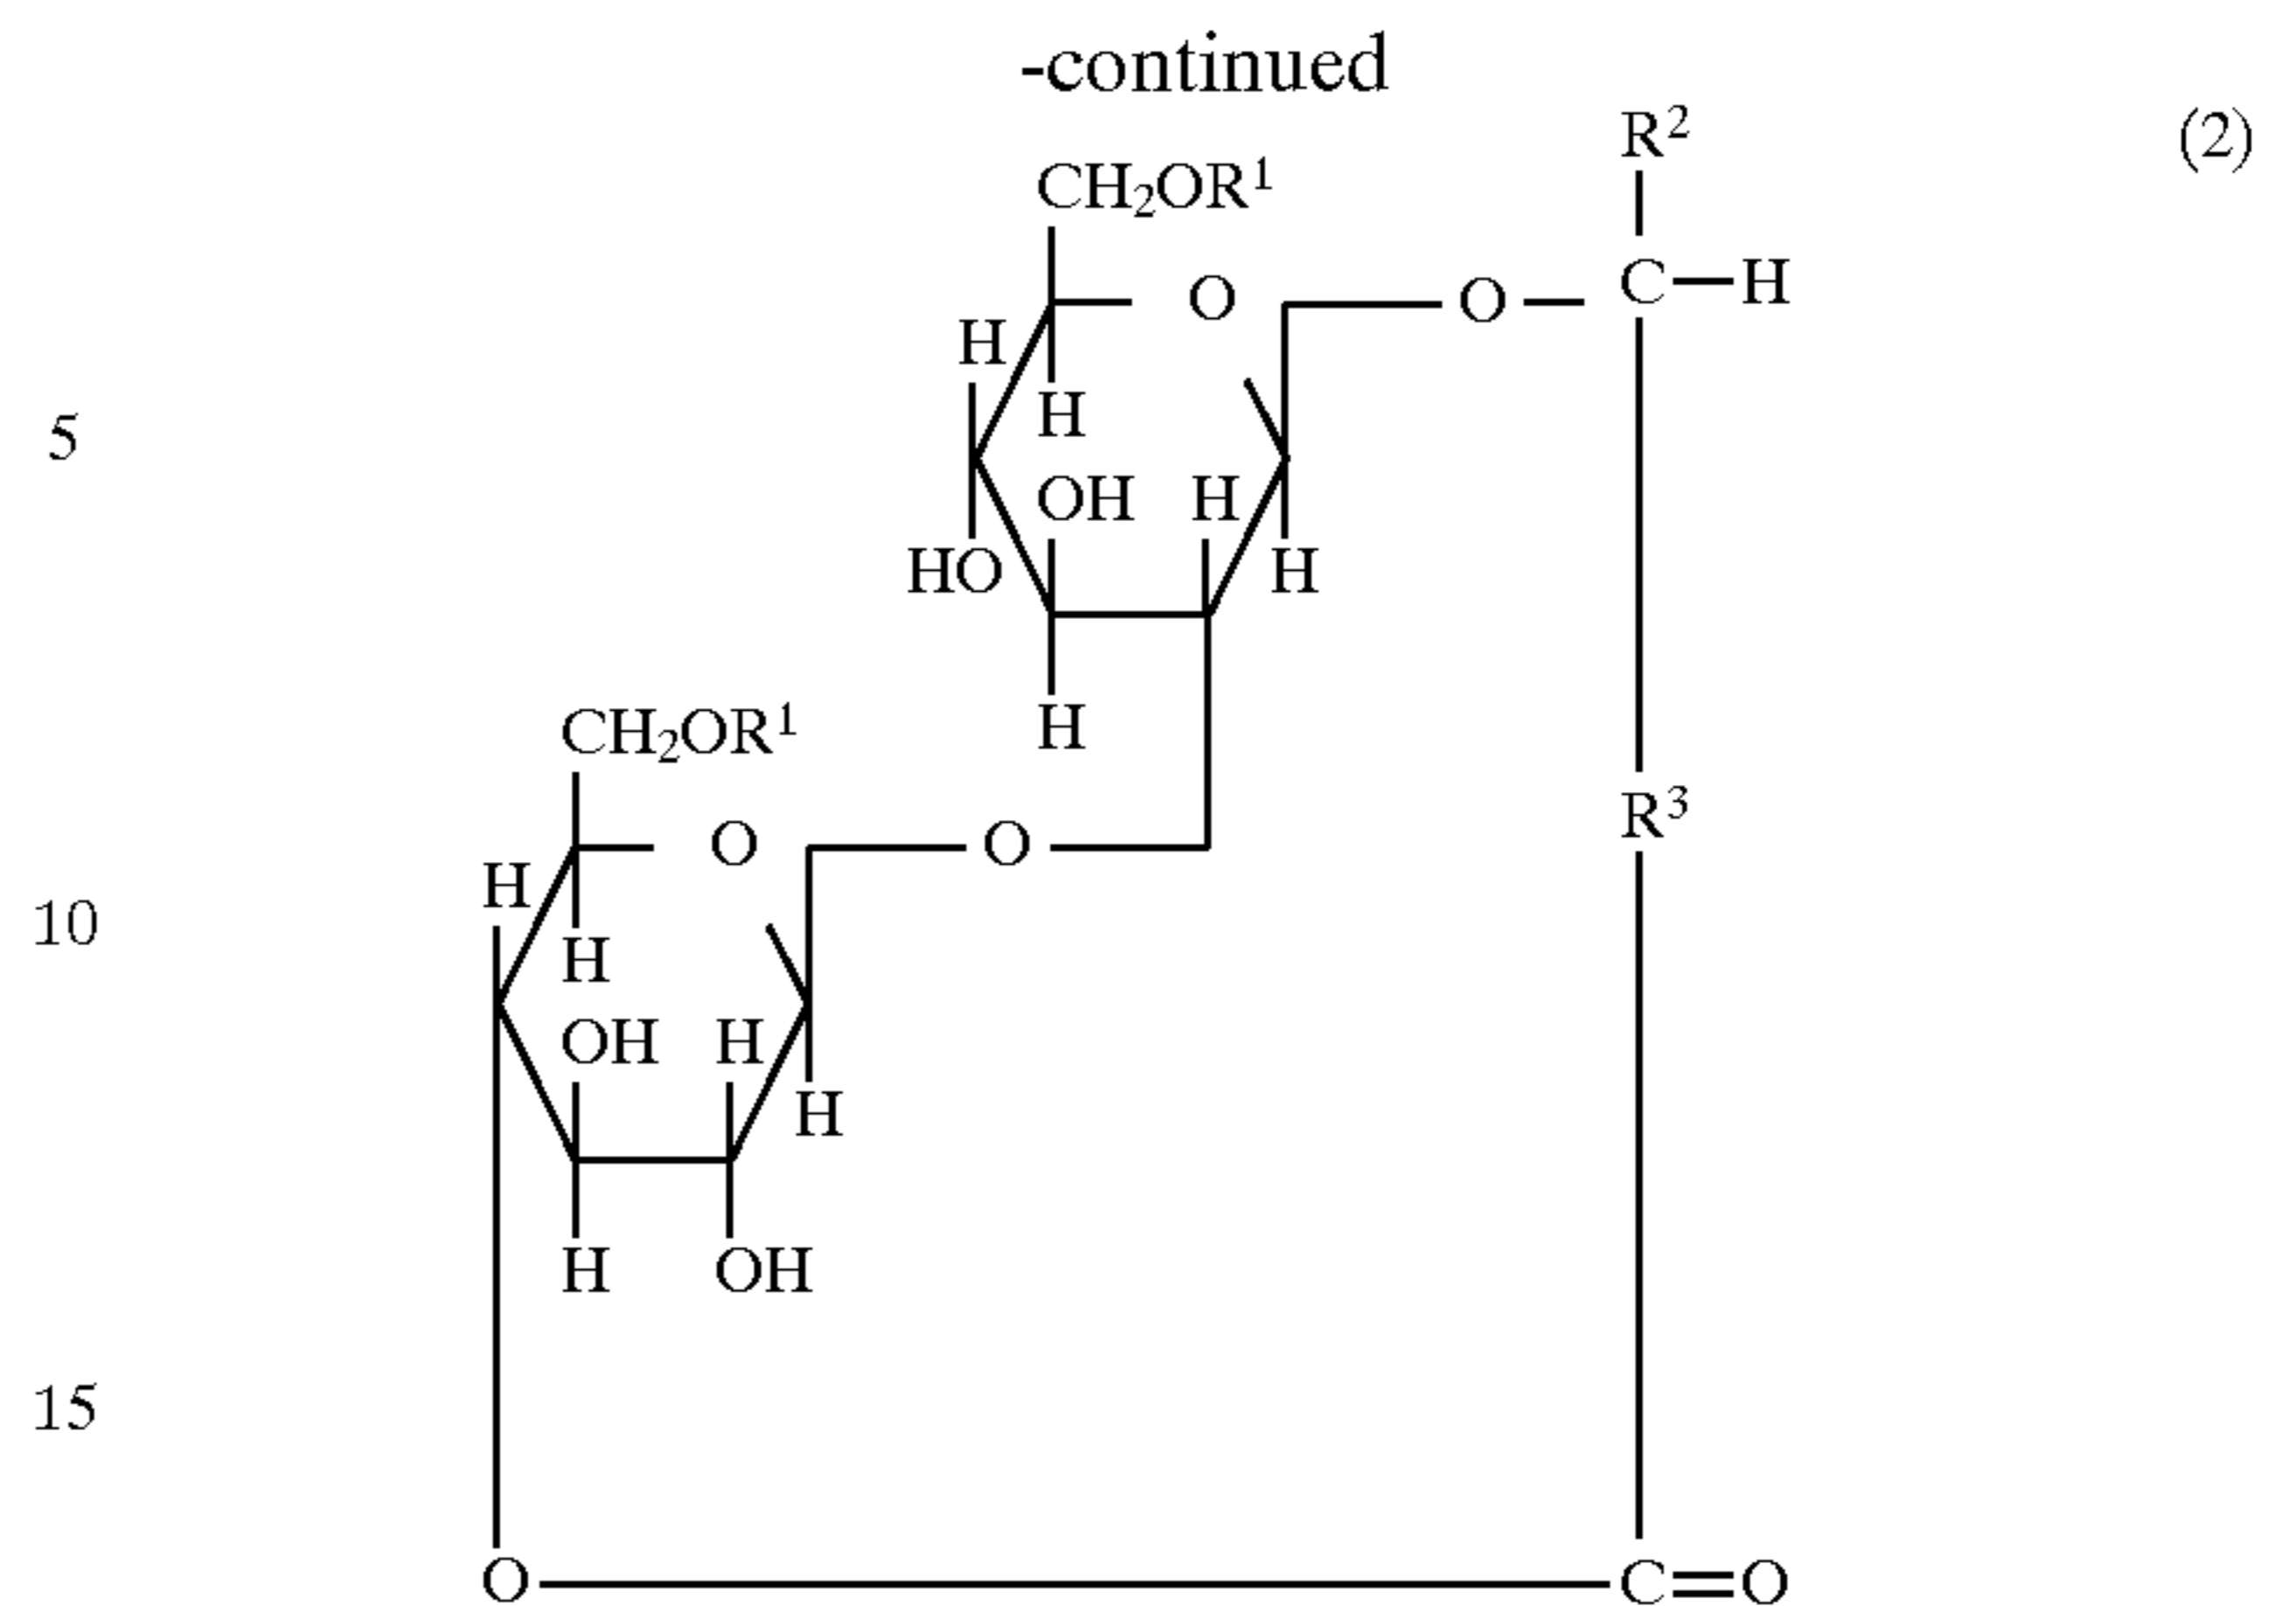 -continued
R² (2)
CH₂OR¹
O O C—H
H
H
5
OH H
HO H
H
CH₂OR¹
R³
O O
H
10
H
OH H
H
H OH
15
O C=O